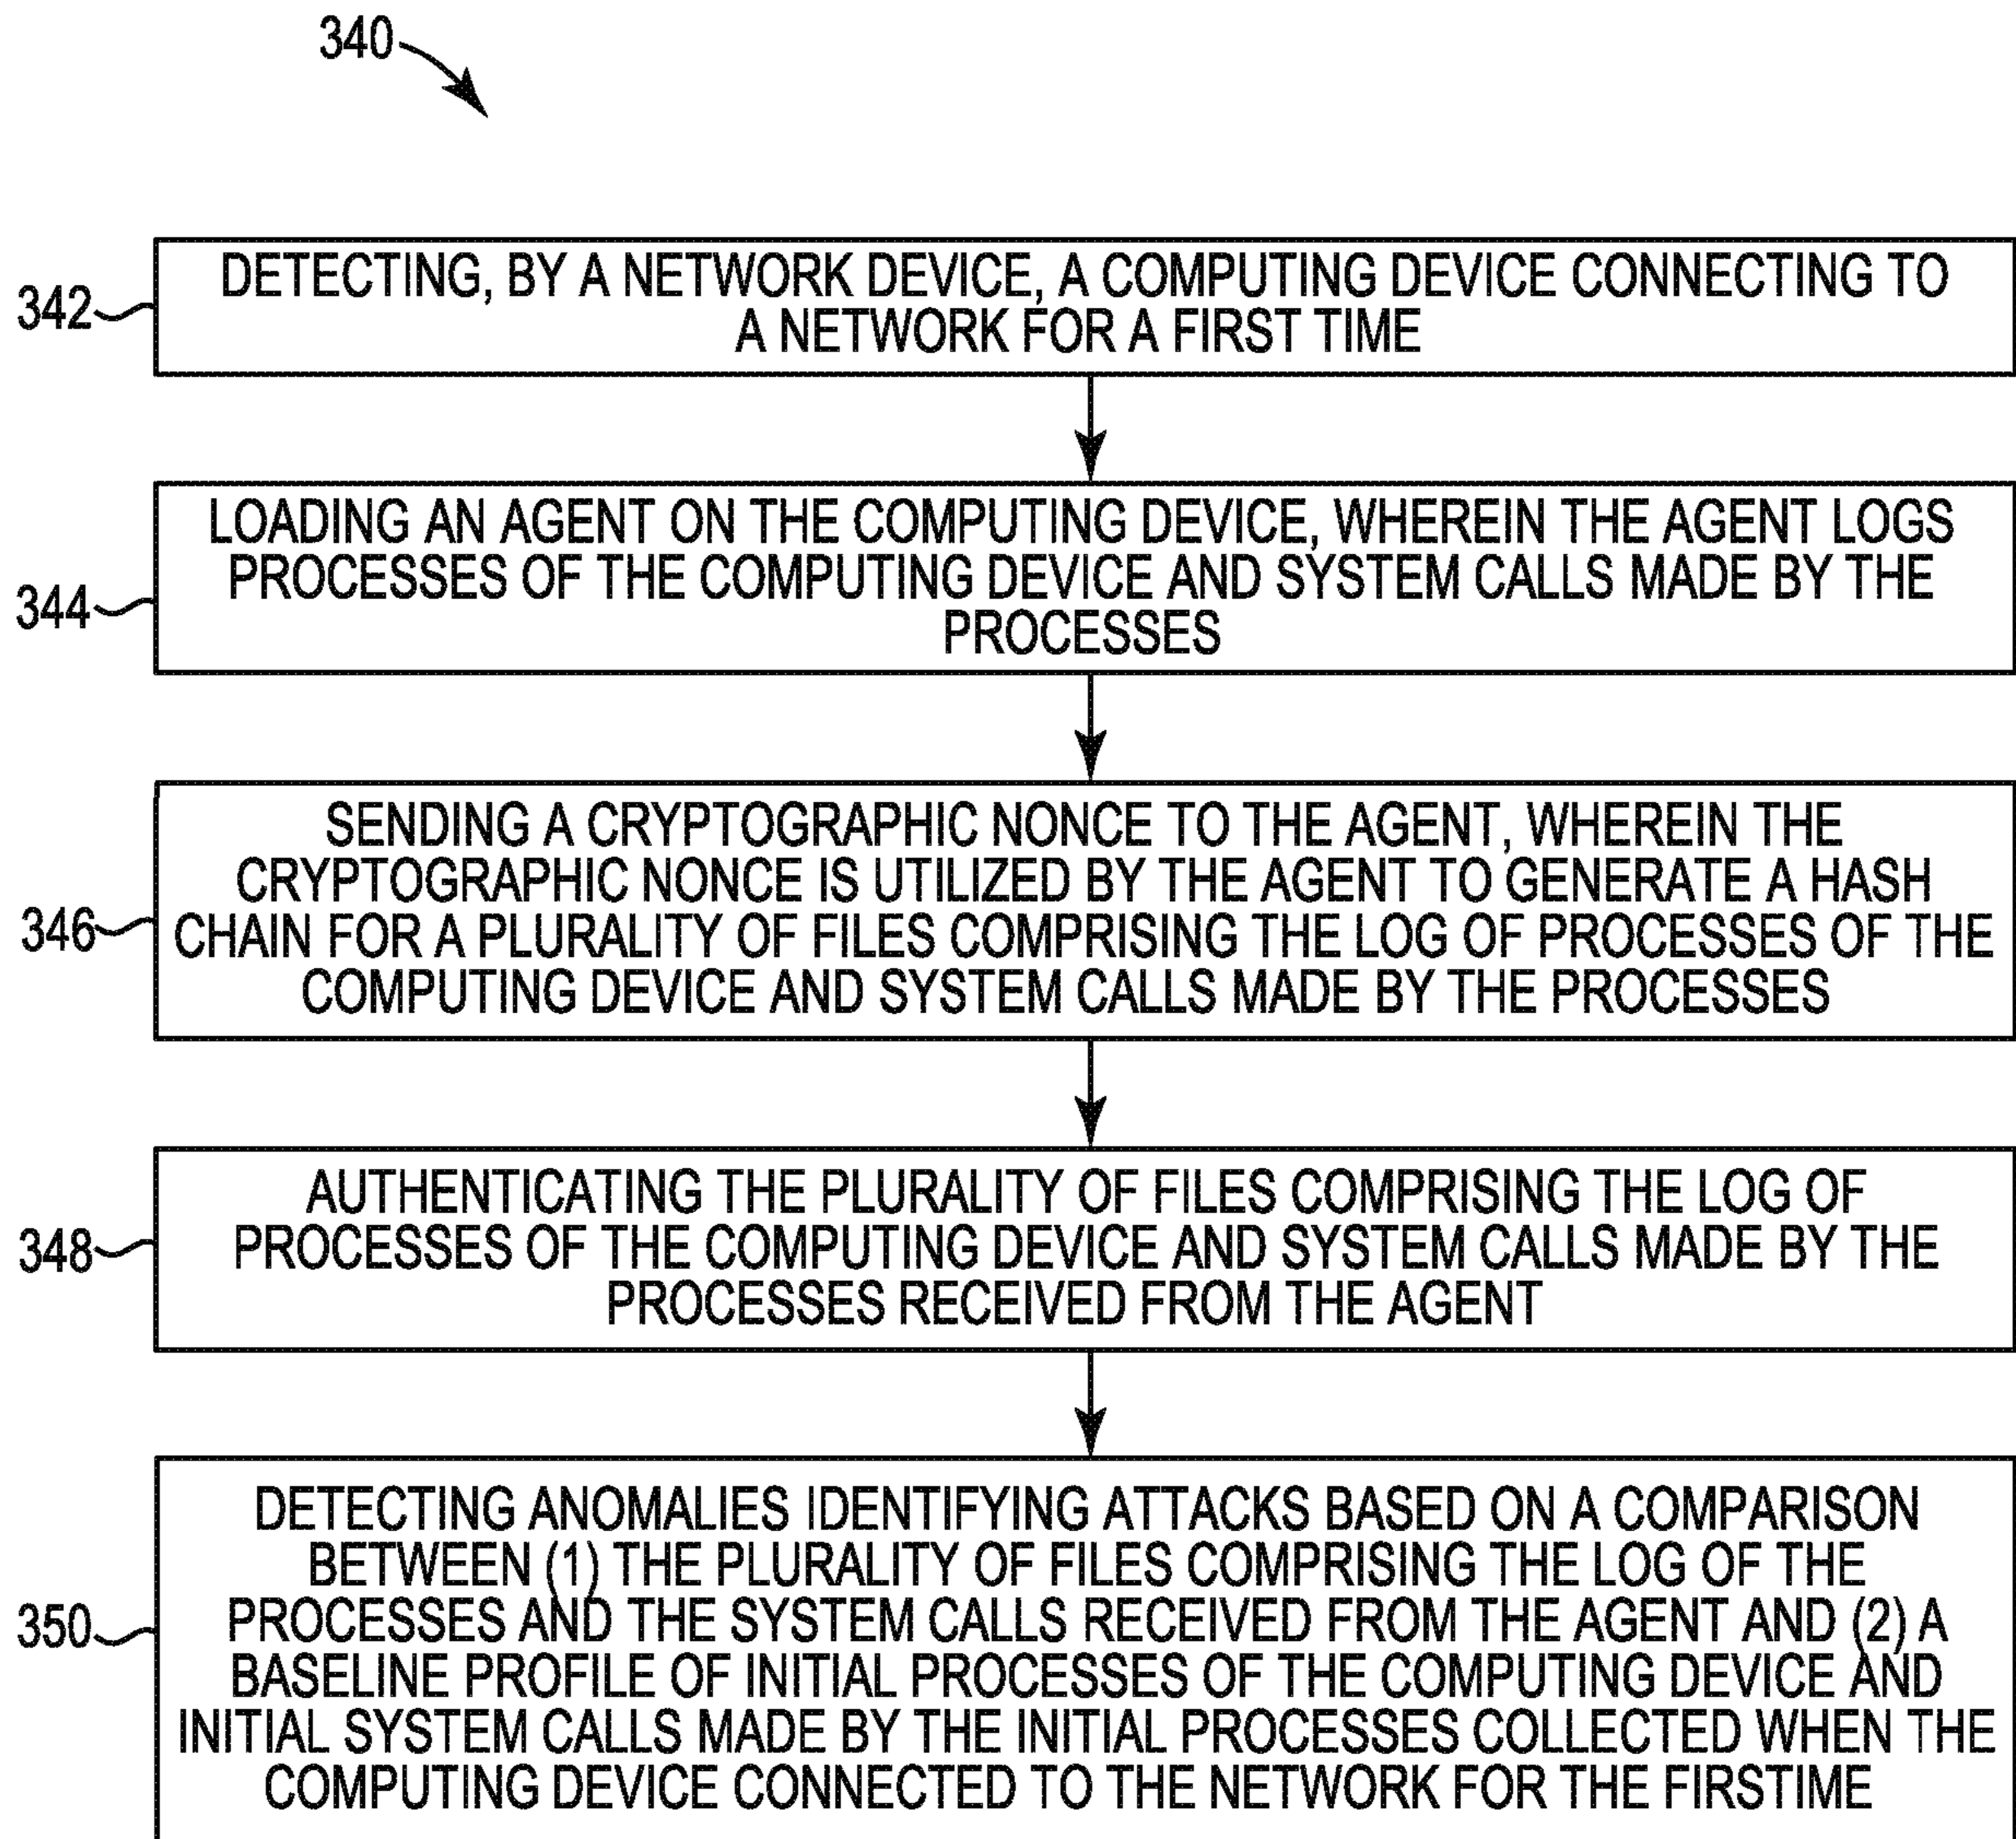 340
342
DETECTING, BY A NETWORK DEVICE, A COMPUTING DEVICE CONNECTING TO
A NETWORK FOR A FIRST TIME
344
LOADING AN AGENT ON THE COMPUTING DEVICE, WHEREIN THE AGENT LOGS
PROCESSES OF THE COMPUTING DEVICE AND SYSTEM CALLS MADE BY THE
PROCESSES
346
SENDING A CRYPTOGRAPHIC NONCE TO THE AGENT, WHEREIN THE
CRYPTOGRAPHIC NONCE IS UTILIZED BY THE AGENT TO GENERATE A HASH
CHAIN FOR A PLURALITY OF FILES COMPRISING THE LOG OF PROCESSES OF THE
COMPUTING DEVICE AND SYSTEM CALLS MADE BY THE PROCESSES
348
AUTHENTICATING THE PLURALITY OF FILES COMPRISING THE LOG OF
PROCESSES OF THE COMPUTING DEVICE AND SYSTEM CALLS MADE BY THE
PROCESSES RECEIVED FROM THE AGENT
350
DETECTING ANOMALIES IDENTIFYING ATTACKS BASED ON A COMPARISON
BETWEEN (1) THE PLURALITY OF FILES COMPRISING THE LOG OF THE
PROCESSES AND THE SYSTEM CALLS RECEIVED FROM THE AGENT AND (2) A
BASELINE PROFILE OF INITIAL PROCESSES OF THE COMPUTING DEVICE AND
INITIAL SYSTEM CALLS MADE BY THE INITIAL PROCESSES COLLECTED WHEN THE
COMPUTING DEVICE CONNECTED TO THE NETWORK FOR THE FIRSTIME